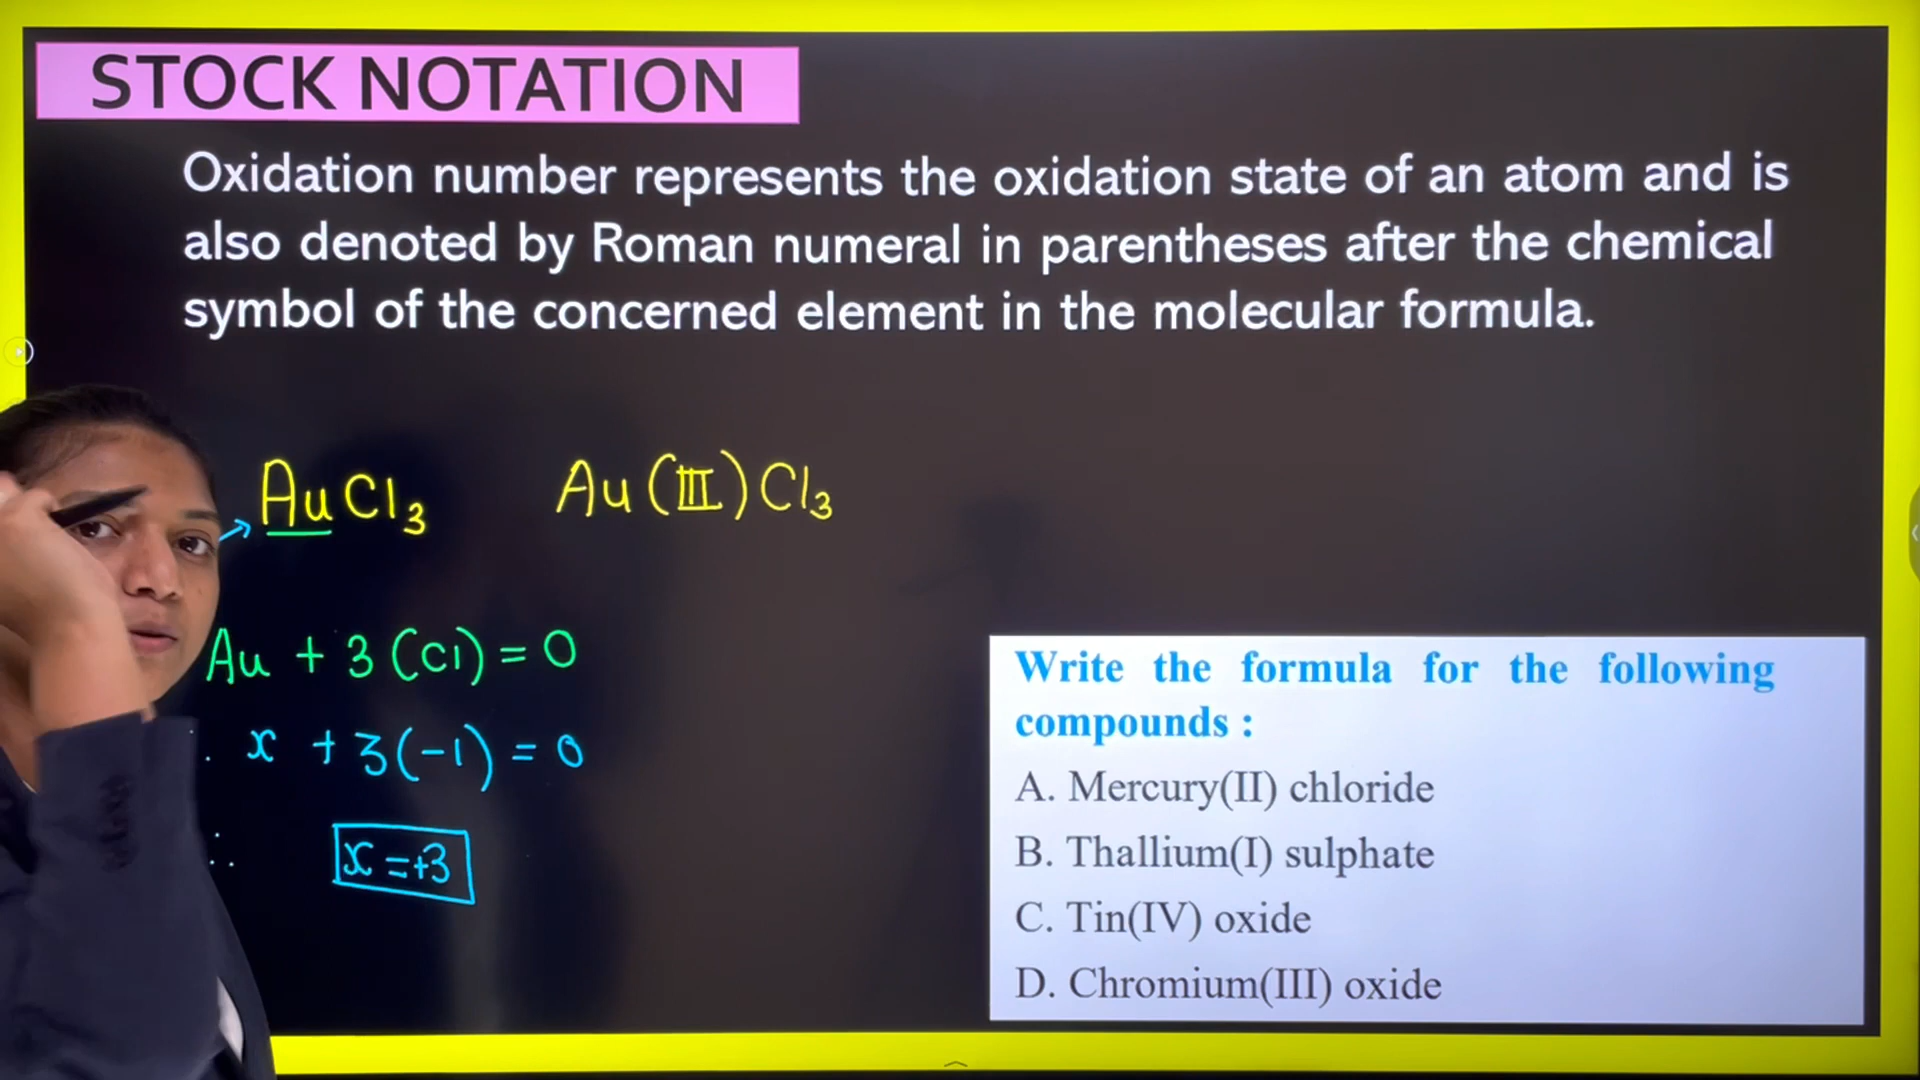 STOCK NOTATION
Oxidation number represents the oxidation state of an atom and is
also denoted by Roman numeral in parentheses after the chemical
symbol of the concerned element in the molecular formula.
AuCl₃ Au(III)Cl₃
Au + 3(Cl) = 0
x + 3(-1) = 0
∴ x = +3
Write the formula for the following
compounds :
A. Mercury(II) chloride
B. Thallium(I) sulphate
C. Tin(IV) oxide
D. Chromium(III) oxide